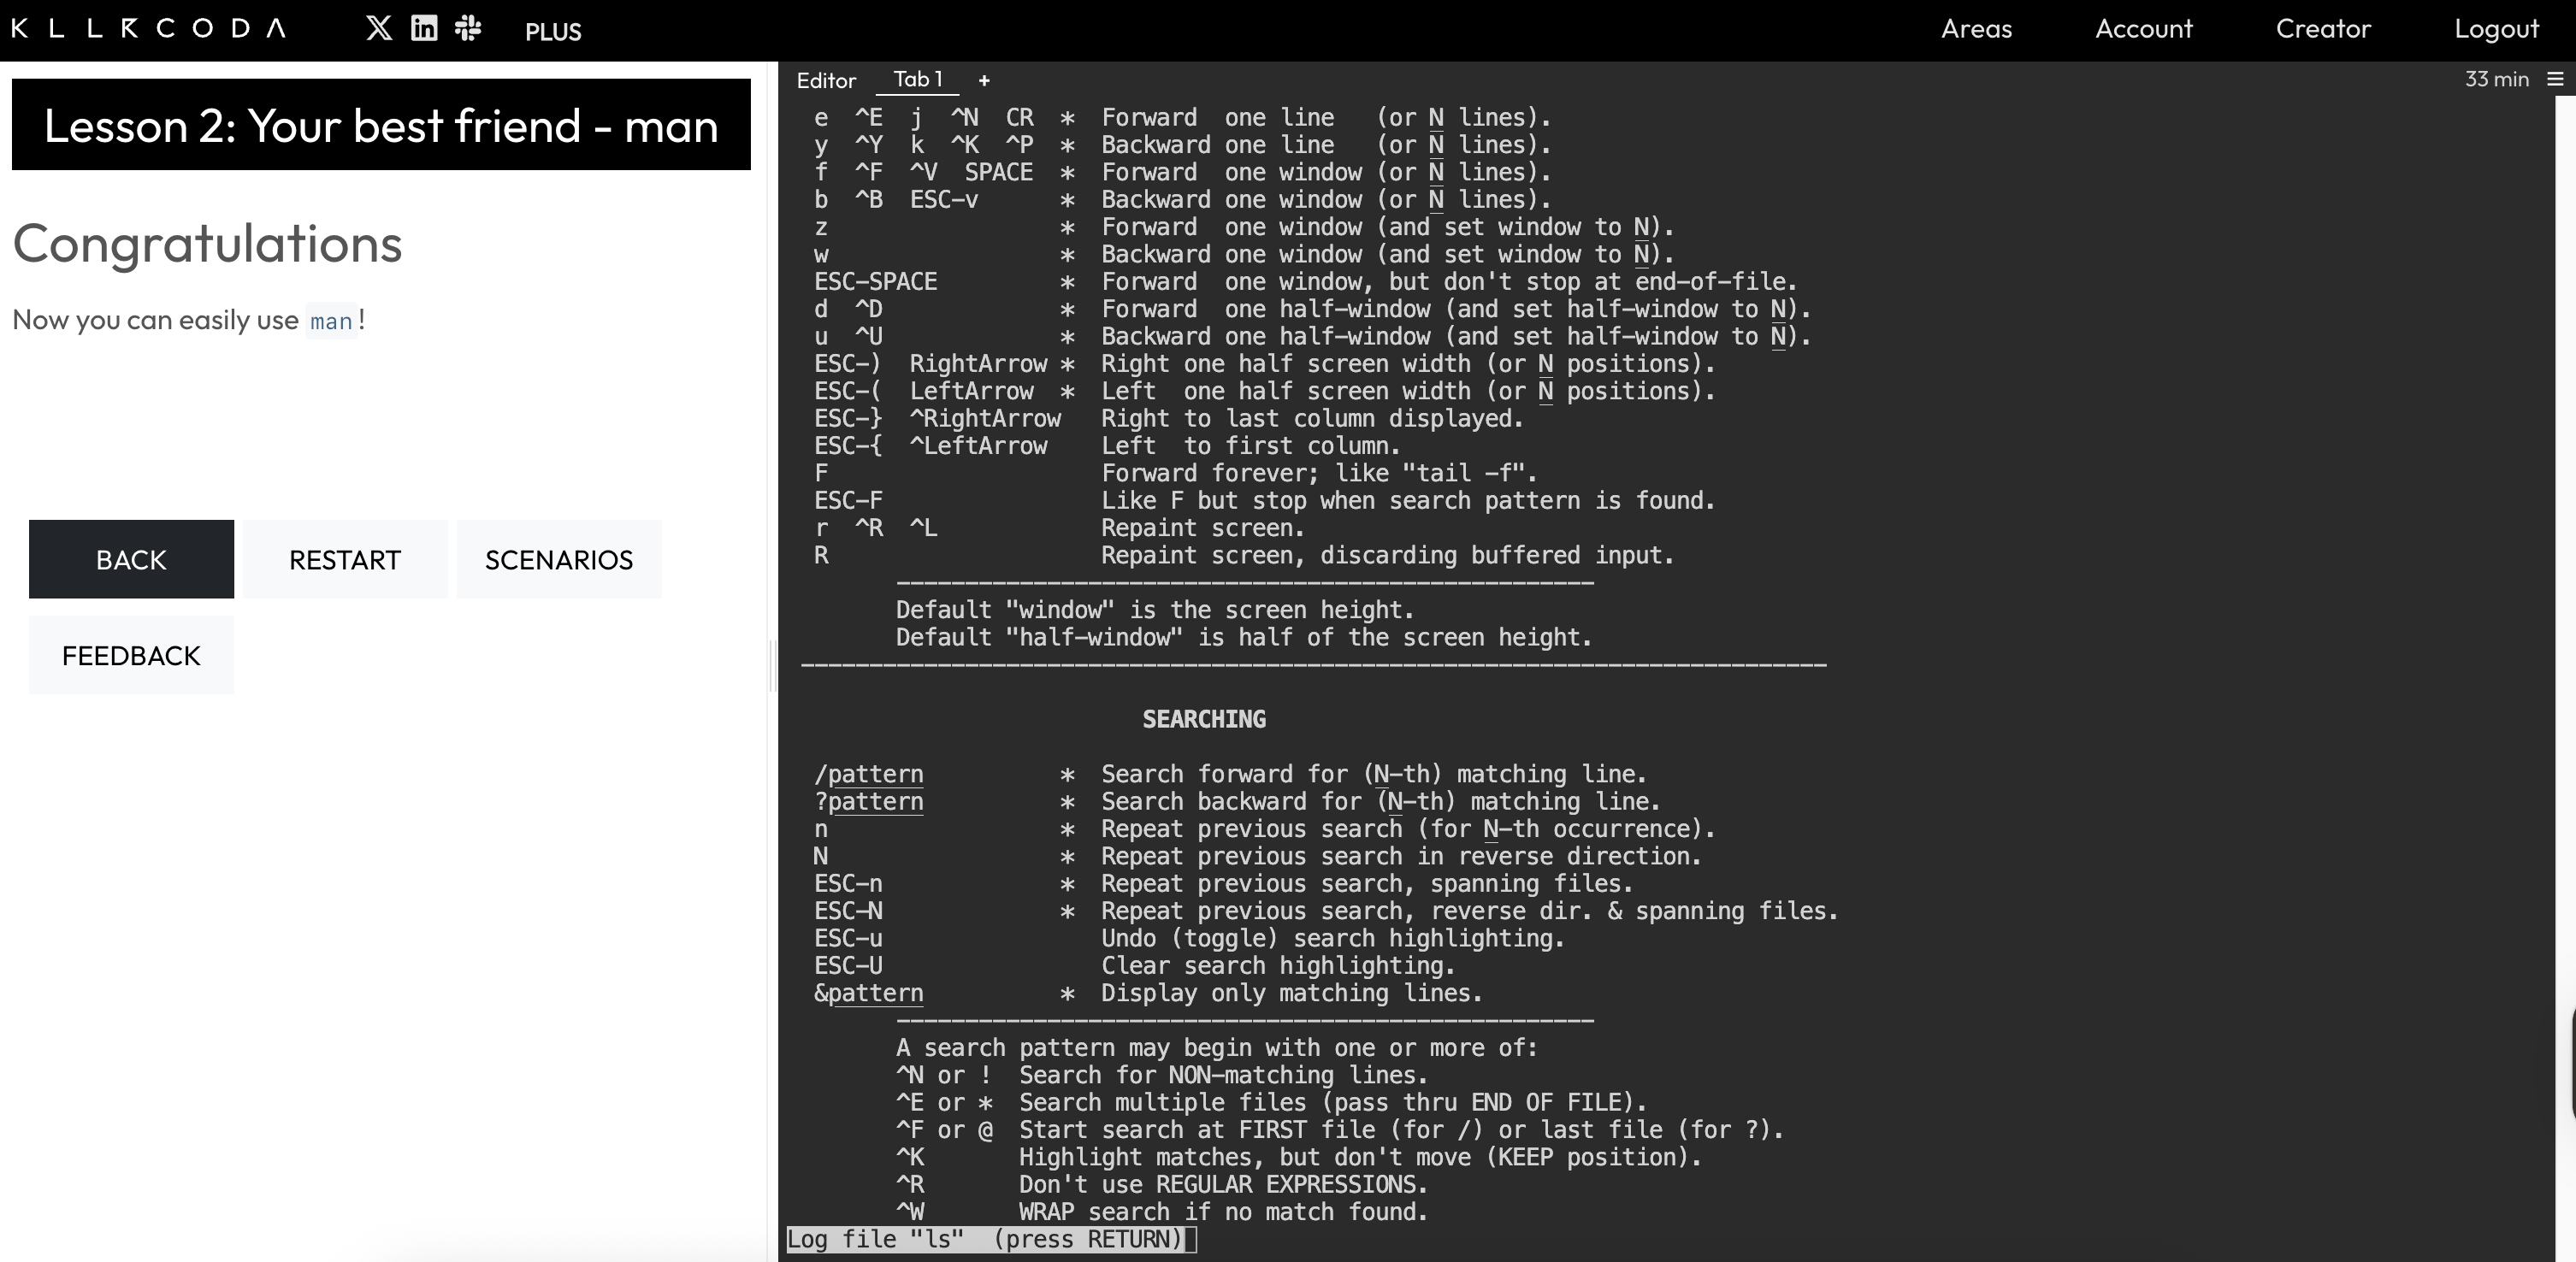 KLLRCODA PLUS Areas Account Creator Logout
Lesson 2: Your best friend - man
Congratulations
Now you can easily use man!
BACK RESTART SCENARIOS
FEEDBACK
Editor Tab 1 + 33 min
e  ^E  j  ^N  CR  *  Forward  one line   (or N lines).
y  ^Y  k  ^K  ^P  *  Backward one line   (or N lines).
f  ^F  ^V  SPACE  *  Forward  one window (or N lines).
b  ^B  ESC-v      *  Backward one window (or N lines).
z                 *  Forward  one window (and set window to N).
w                 *  Backward one window (and set window to N).
ESC-SPACE         *  Forward  one window, but don't stop at end-of-file.
d  ^D             *  Forward  one half-window (and set half-window to N).
u  ^U             *  Backward one half-window (and set half-window to N).
ESC-)  RightArrow *  Right one half screen width (or N positions).
ESC-(  LeftArrow  *  Left  one half screen width (or N positions).
ESC-}  ^RightArrow   Right to last column displayed.
ESC-{  ^LeftArrow    Left  to first column.
F                    Forward forever; like "tail -f".
ESC-F                Like F but stop when search pattern is found.
r  ^R  ^L            Repaint screen.
R                    Repaint screen, discarding buffered input.
---------------------------------------------------
Default "window" is the screen height.
Default "half-window" is half of the screen height.
---------------------------------------------------------------------------
SEARCHING
/pattern          *  Search forward for (N-th) matching line.
?pattern          *  Search backward for (N-th) matching line.
n                 *  Repeat previous search (for N-th occurrence).
N                 *  Repeat previous search in reverse direction.
ESC-n             *  Repeat previous search, spanning files.
ESC-N             *  Repeat previous search, reverse dir. & spanning files.
ESC-u                Undo (toggle) search highlighting.
ESC-U                Clear search highlighting.
&pattern          *  Display only matching lines.
---------------------------------------------------
A search pattern may begin with one or more of:
^N or !  Search for NON-matching lines.
^E or *  Search multiple files (pass thru END OF FILE).
^F or @  Start search at FIRST file (for /) or last file (for ?).
^K       Highlight matches, but don't move (KEEP position).
^R       Don't use REGULAR EXPRESSIONS.
^W       WRAP search if no match found.
Log file "ls"  (press RETURN)